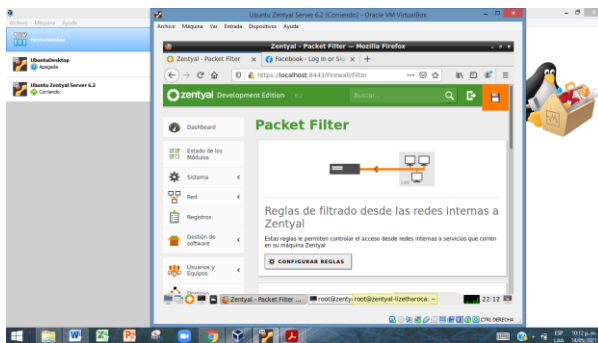 Ubuntu Zentyal Server 6.2 [Corriendo] - Oracle VM VirtualBox
Archivo Máquina Ayuda
Archivo Máquina Ver Entrada Dispositivos Ayuda
Herramientas
UbuntaDesktop
Apagada
Ubuntu Zentyal Server 6.2
Corriendo
Zentyal - Packet Filter — Mozilla Firefox
Zentyal - Packet Filter
Facebook - Log In or Sig
https://localhost:8443/Firewall/Filter
zentyal Development Edition 6.2
Buscar...
Dashboard
Estado de los
Módulos
Sistema
Red
Registros
Gestión de
software
Usuarios y
Equipos
Dominio
Packet Filter
Reglas de filtrado desde las redes internas a
Zentyal
Estas reglas le permiten controlar el acceso desde redes internas a servicios que corren
en su máquina Zentyal
CONFIGURAR REGLAS
Zentyal - Packet Filter ...
root@zenty
root@zentyal-lizetharoca: ~
22:12
CTRL DERECHA
ESP
LAA
10:12 p. m.
14/05/2021